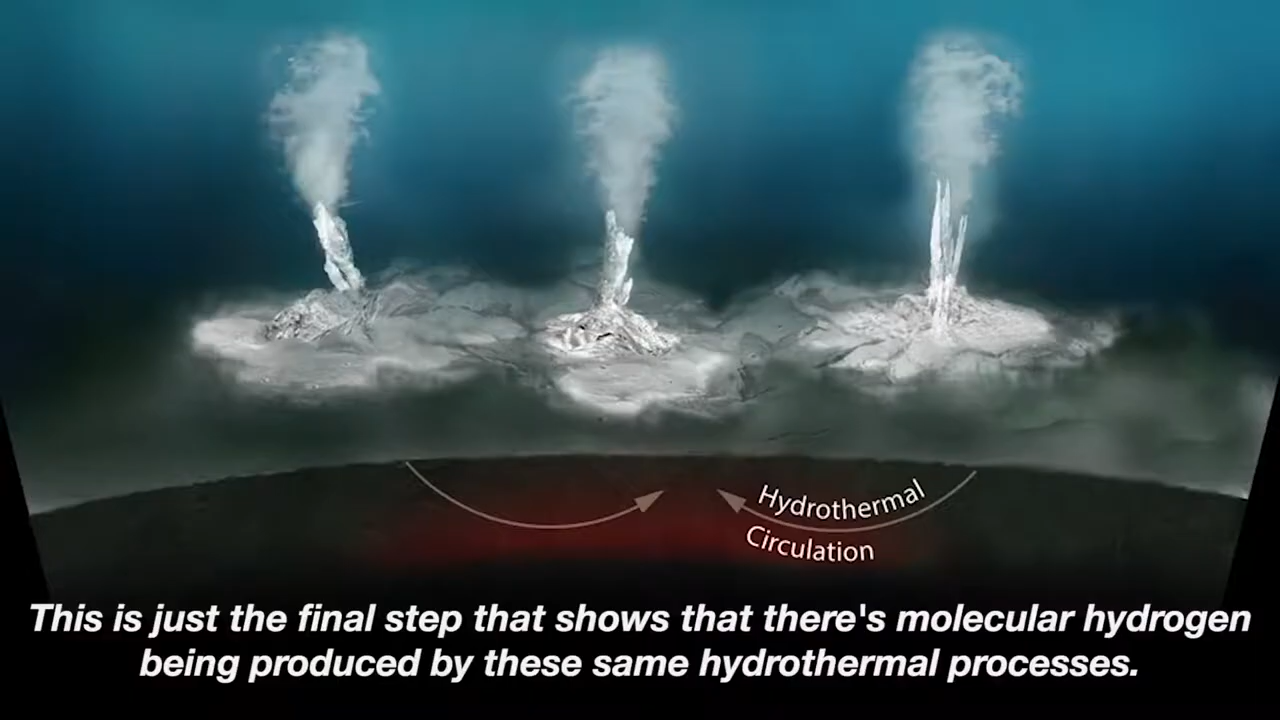 Hydrothermal
Circulation
This is just the final step that shows that there's molecular hydrogen
being produced by these same hydrothermal processes.